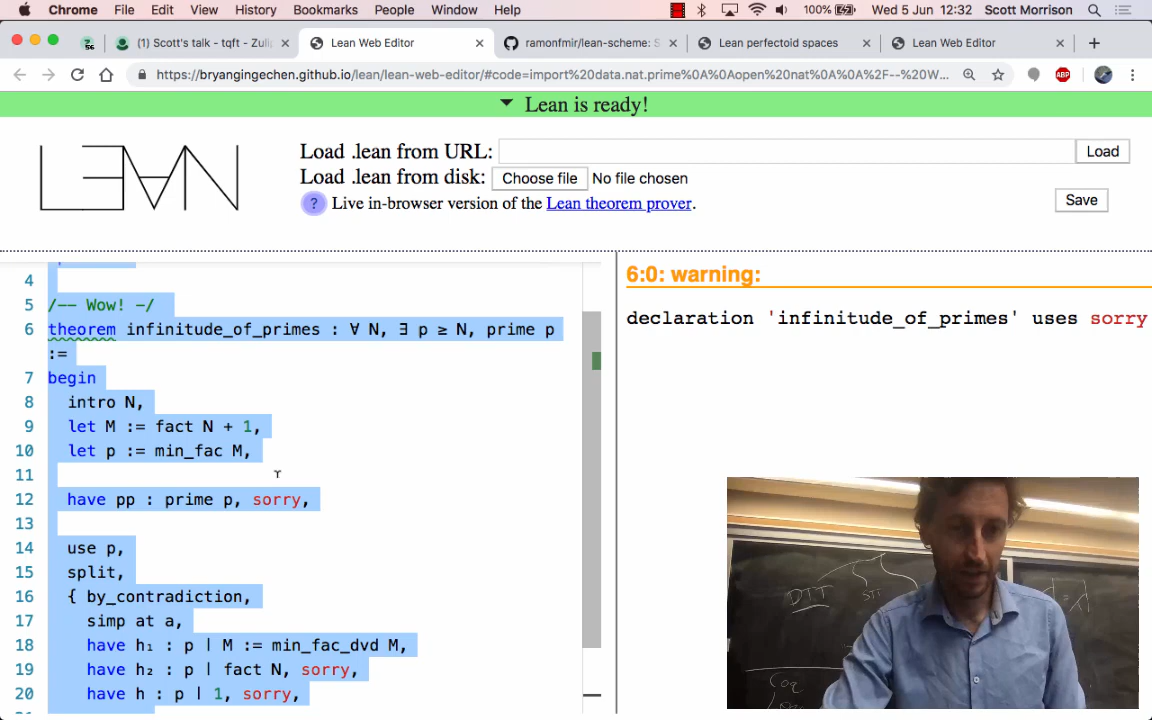 Chrome File Edit View History Bookmarks People Window Help 100% Wed 5 Jun 12:32 Scott Morrison
(1) Scott's talk - tqft - Zulip Lean Web Editor ramonfmir/lean-scheme: S Lean perfectoid spaces Lean Web Editor
https://bryangingechen.github.io/lean/lean-web-editor/#code=import%20data.nat.prime%0A%0Aopen%20nat%0A%0A%2F--%20W...
Lean is ready!
LEAN
Load .lean from URL: Load
Load .lean from disk: Choose file No file chosen
? Live in-browser version of the Lean theorem prover. Save
6:0: warning:
declaration 'infinitude_of_primes' uses sorry
4
5 /-- Wow! -/
6 theorem infinitude_of_primes : ∀ N, ∃ p ≥ N, prime p
:=
7 begin
8 intro N,
9 let M := fact N + 1,
10 let p := min_fac M,
11
12 have pp : prime p, sorry,
13
14 use p,
15 split,
16 { by_contradiction,
17 simp at a,
18 have h₁ : p ∣ M := min_fac_dvd M,
19 have h₂ : p ∣ fact N, sorry,
20 have h : p ∣ 1, sorry,
DTT
STT
Coq